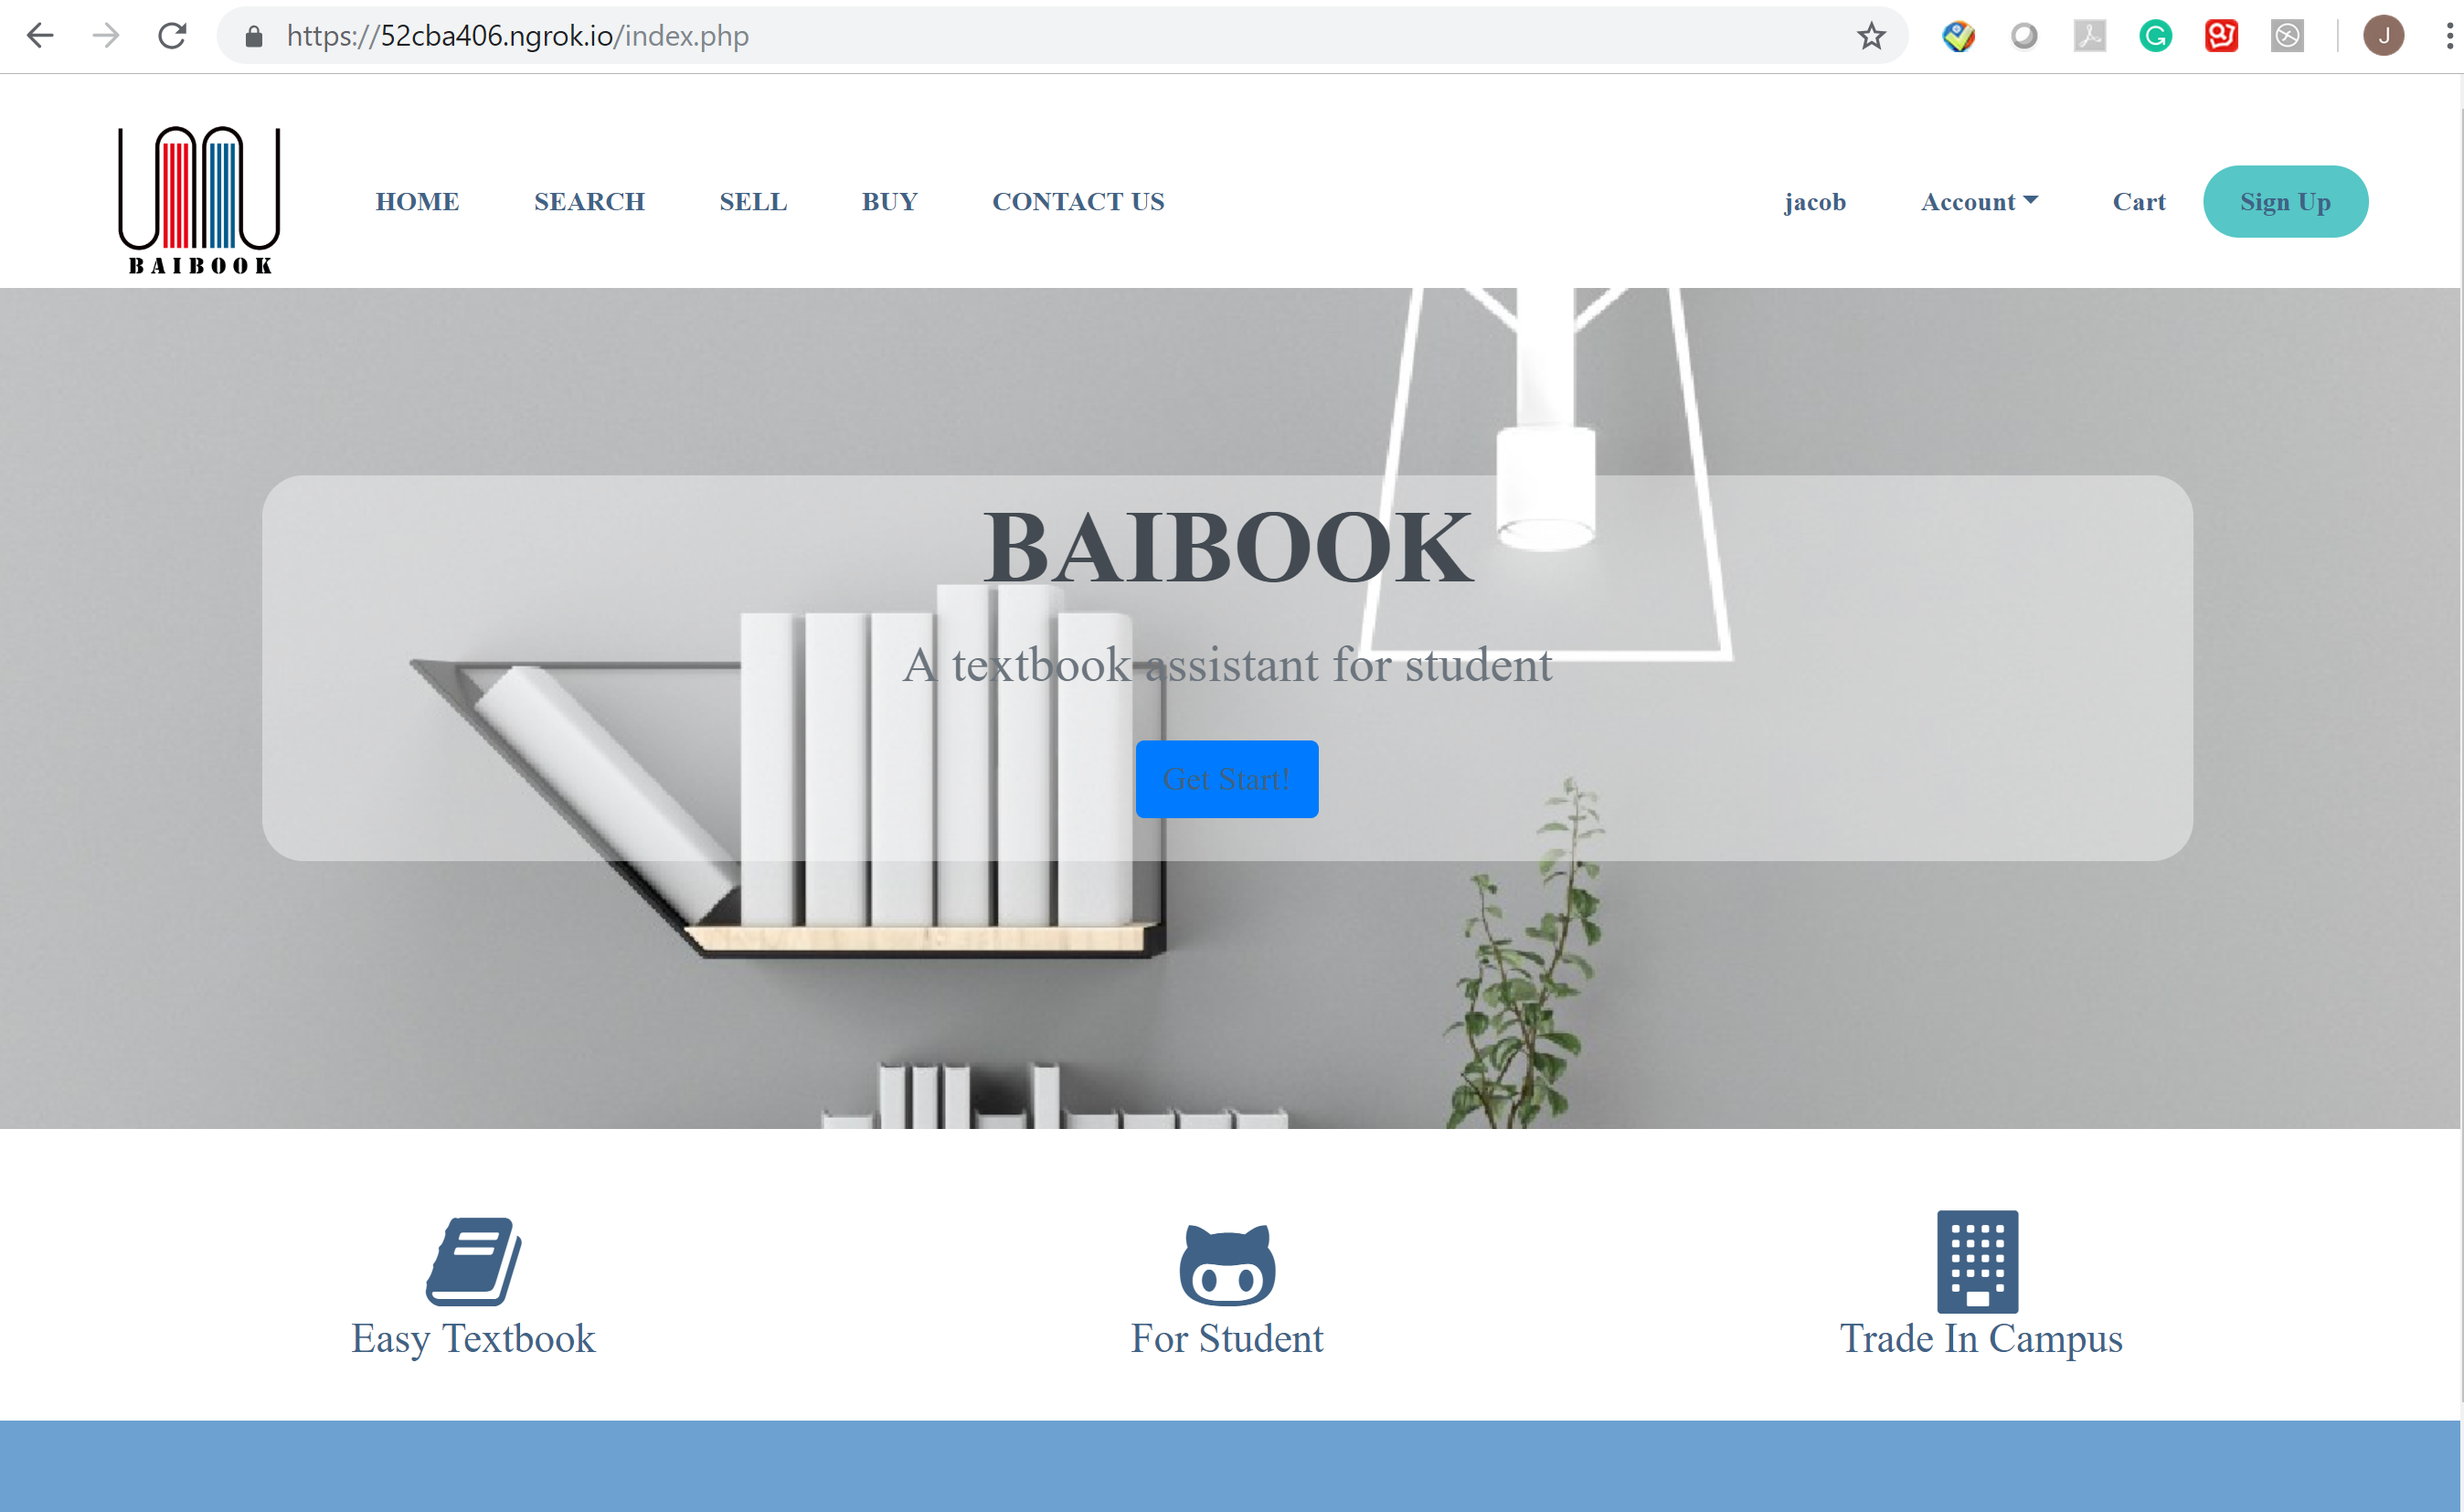 https://52cba406.ngrok.io/index.php
J
BAIBOOK
HOME SEARCH SELL BUY CONTACT US jacob Account Cart Sign Up
BAIBOOK
A textbook assistant for student
Get Start!
Easy Textbook For Student Trade In Campus